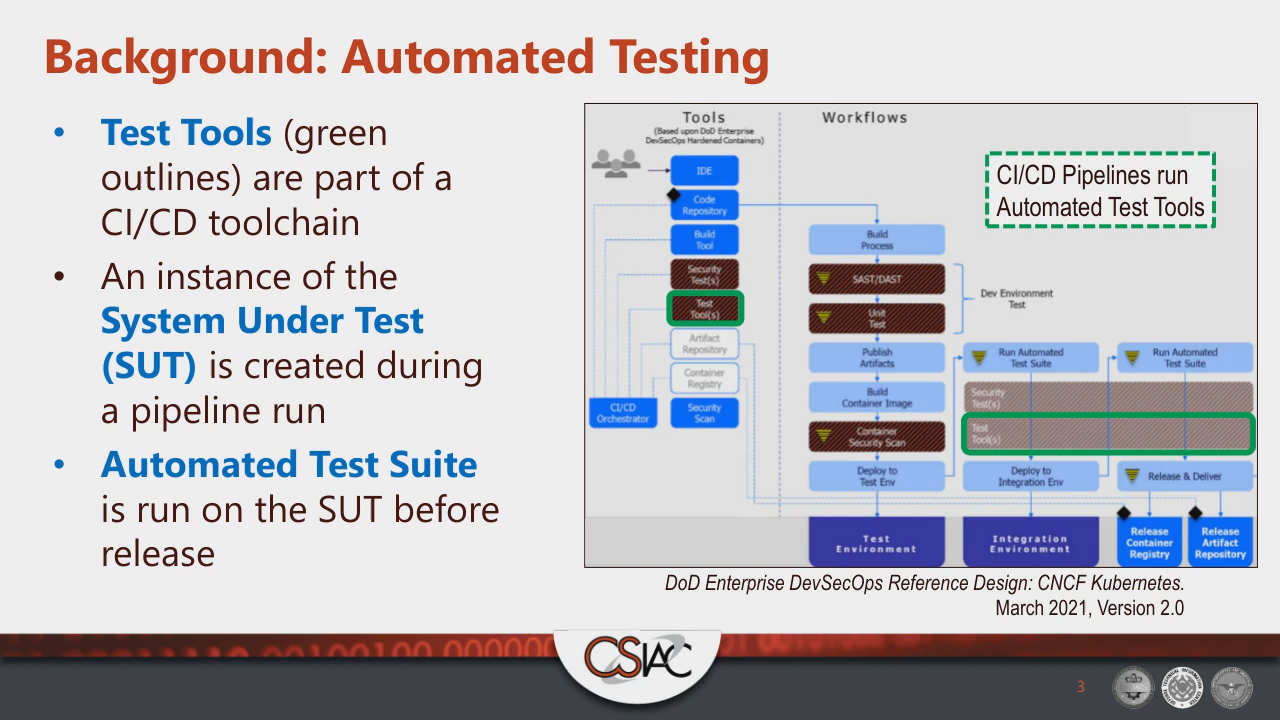 Background: Automated Testing
• Test Tools (green
outlines) are part of a
CI/CD toolchain
• An instance of the
System Under Test
(SUT) is created during
a pipeline run
• Automated Test Suite
is run on the SUT before
release
Tools
(Based upon DoD Enterprise
DevSecOps Hardened Containers)
IDE
Code
Repository
Build
Tool
Security
Test(s)
Test
Tool(s)
Artifact
Repository
Container
Registry
CI/CD
Orchestrator
Security
Scan
Workflows
CI/CD Pipelines run
Automated Test Tools
Build
Process
SAST/DAST
Unit
Test
Dev Environment
Test
Publish
Artifacts
Build
Container Image
Container
Security Scan
Deploy to
Test Env
Run Automated
Test Suite
Run Automated
Test Suite
Security
Test(s)
Test
Tool(s)
Deploy to
Integration Env
Release & Deliver
Test
Environment
Integration
Environment
Release
Container
Registry
Release
Artifact
Repository
DoD Enterprise DevSecOps Reference Design: CNCF Kubernetes.
March 2021, Version 2.0
CSIAC
3